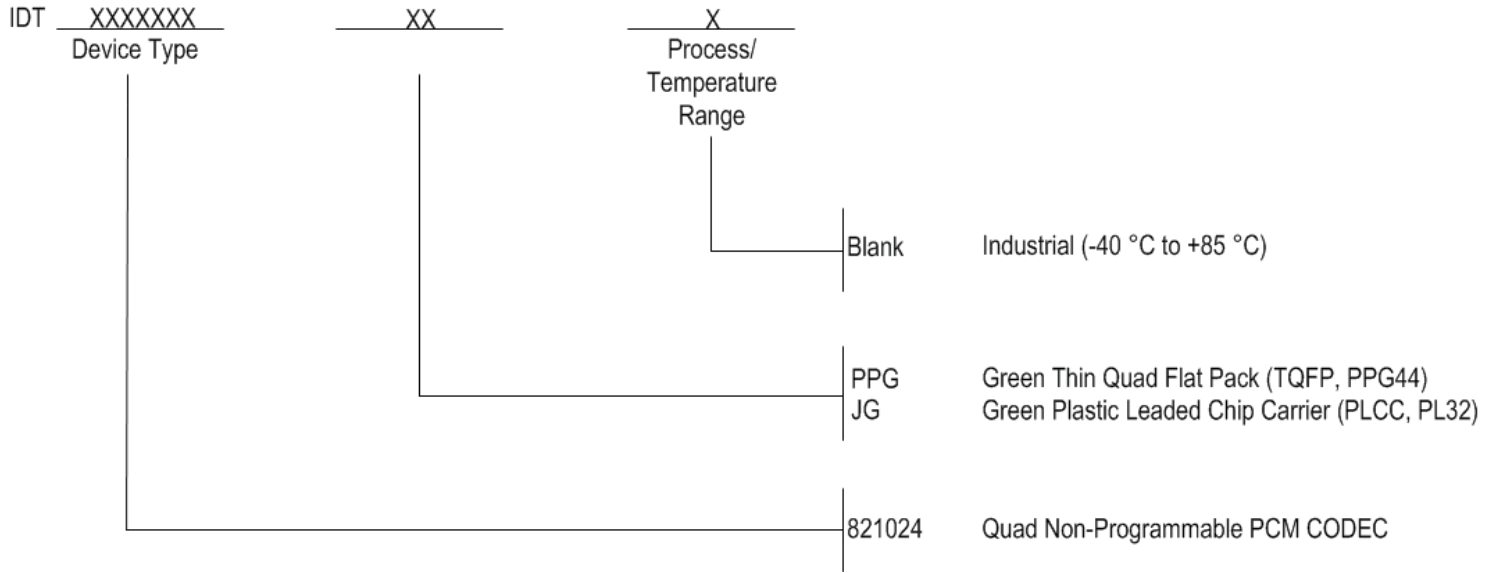 IDT XXXXXXX XX X
Device Type
Process/
Temperature
Range
Blank Industrial (-40 °C to +85 °C)
PPG Green Thin Quad Flat Pack (TQFP, PPG44)
JG Green Plastic Leaded Chip Carrier (PLCC, PL32)
821024 Quad Non-Programmable PCM CODEC